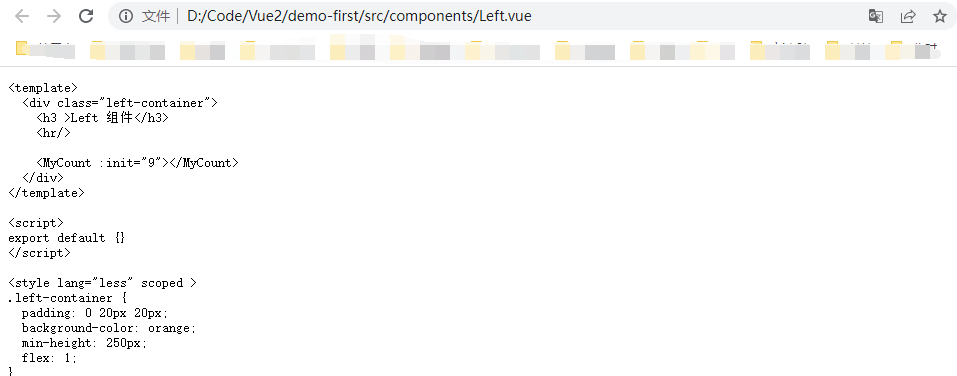 D:/Code/Vue2/demo-first/src/components/Left.vue
<template>
  <div class="left-container">
    <h3 >Left 组件</h3>
    <hr/>
    <MyCount :init="9"></MyCount>
  </div>
</template>
<script>
export default {}
</script>
<style lang="less" scoped >
.left-container {
  padding: 0 20px 20px;
  background-color: orange;
  min-height: 250px;
  flex: 1;
}